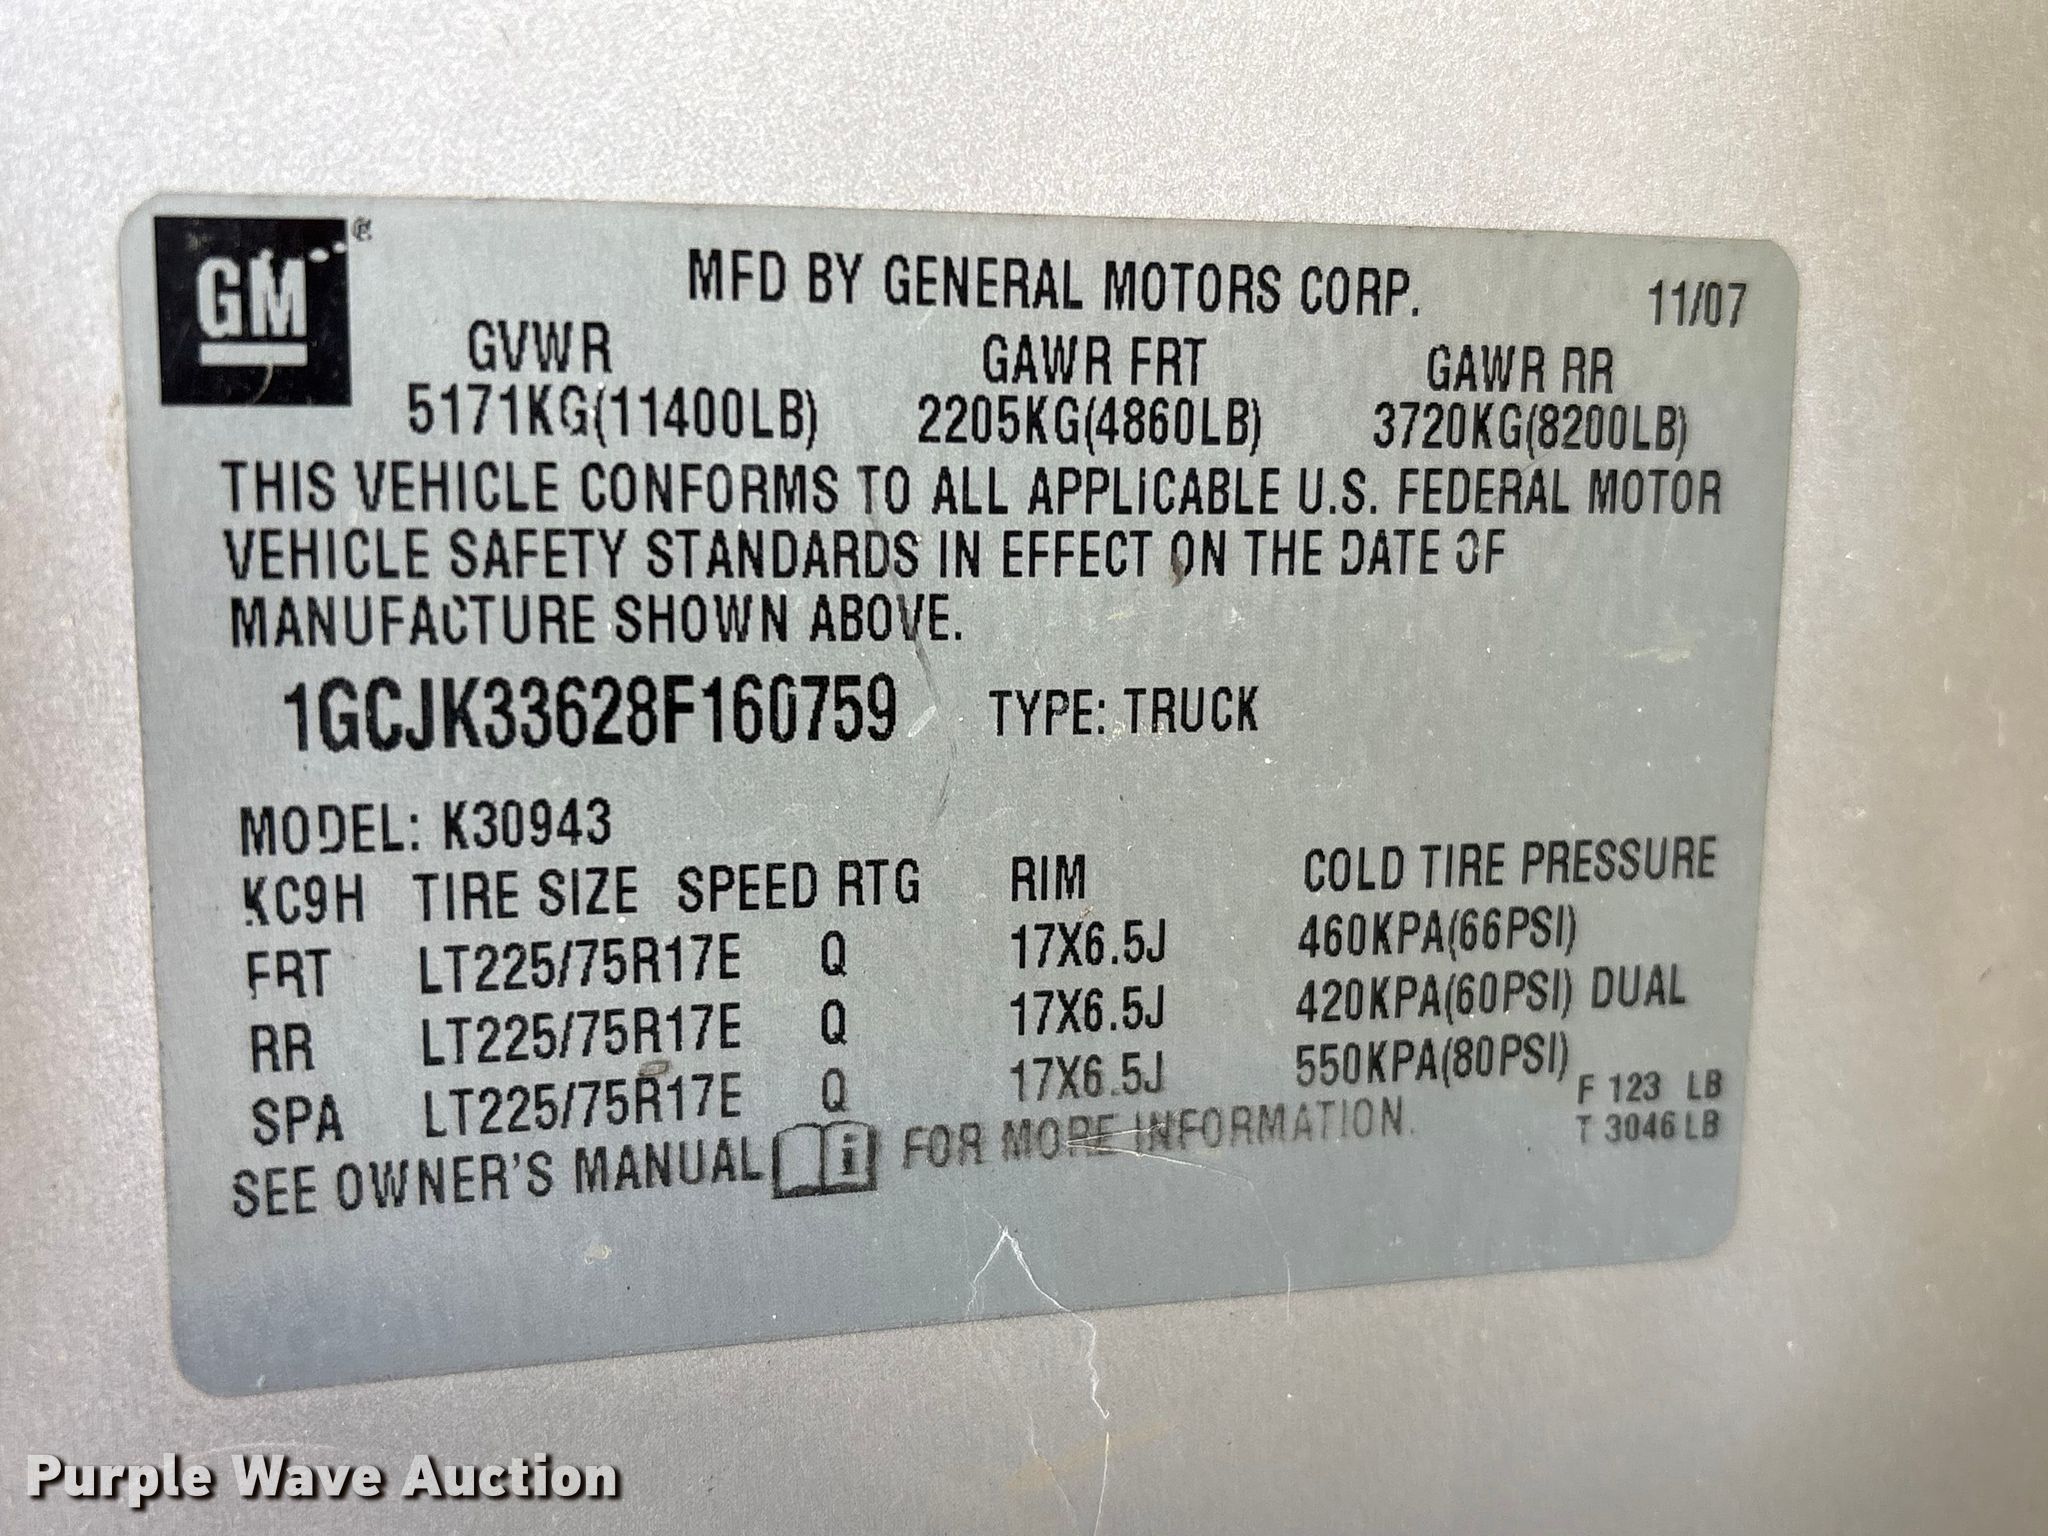 GM®
MFD BY GENERAL MOTORS CORP. 11/07
GVWR GAWR FRT GAWR RR
5171KG(11400LB) 2205KG(4860LB) 3720KG(8200LB)
THIS VEHICLE CONFORMS TO ALL APPLICABLE U.S. FEDERAL MOTOR
VEHICLE SAFETY STANDARDS IN EFFECT ON THE DATE OF
MANUFACTURE SHOWN ABOVE.
1GCJK33628F160759 TYPE: TRUCK
MODEL: K30943
KC9H TIRE SIZE SPEED RTG RIM COLD TIRE PRESSURE
FRT LT225/75R17E Q 17X6.5J 460KPA(66PSI)
RR LT225/75R17E Q 17X6.5J 420KPA(60PSI) DUAL
SPA LT225/75R17E Q 17X6.5J 550KPA(80PSI)
F 123 LB
T 3046 LB
SEE OWNER'S MANUAL i FOR MORE INFORMATION.
Purple Wave Auction